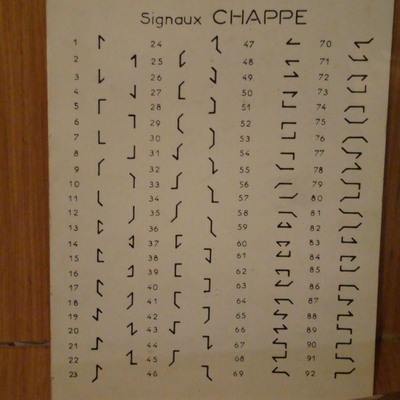 Signaux CHAPPE
1 24 47 70
2 25 48 71
3 26 49 72
4 27 50 73
5 28 51 74
6 29 52 75
7 30 53 76
8 31 54 77
9 32 55 78
10 33 56 79
11 34 57 80
12 35 58 81
13 36 59 82
14 37 60 83
15 38 61 84
16 39 62 85
17 40 63 86
18 41 64 87
19 42 65 88
20 43 66 89
21 44 67 90
22 45 68 91
23 46 69 92